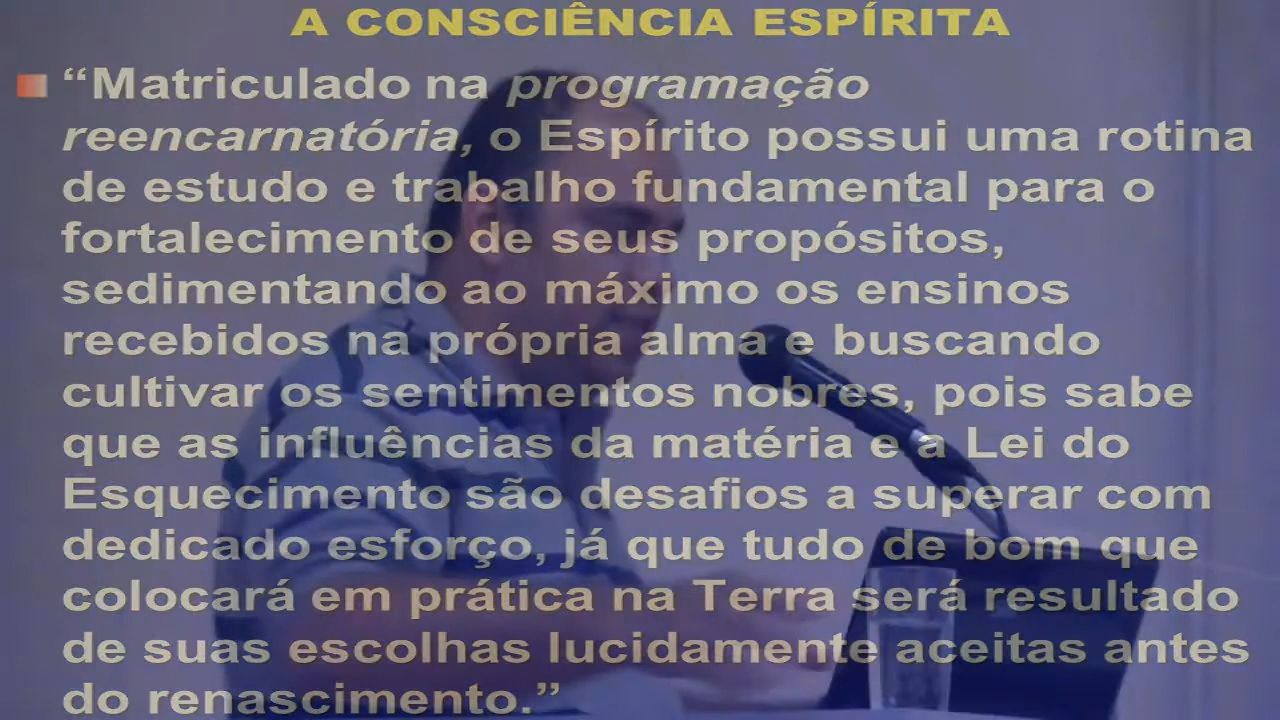 A CONSCIÊNCIA ESPÍRITA
“Matriculado na programação
reencarnatória, o Espírito possui uma rotina
de estudo e trabalho fundamental para o
fortalecimento de seus propósitos,
sedimentando ao máximo os ensinos
recebidos na própria alma e buscando
cultivar os sentimentos nobres, pois sabe
que as influências da matéria e a Lei do
Esquecimento são desafios a superar com
dedicado esforço, já que tudo de bom que
colocará em prática na Terra será resultado
de suas escolhas lucidamente aceitas antes
do renascimento.”